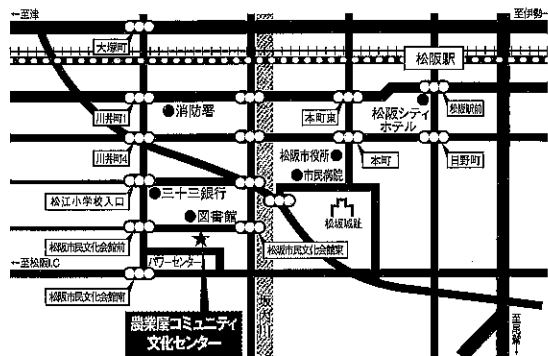 ←至津
至伊勢→
大塚町
松阪駅
川井町1
消防署
本町東
松阪シティ
ホテル
松阪駅前
川井町4
松阪市役所
本町
日野町
市民病院
松江小学校入口
三十三銀行
図書館
松阪城趾
松阪市民文化会館前
松阪市民文化会館東
←至松阪I.C
パワーセンター
松阪市民文化会館南
坂内川
農業屋コミュニティ
文化センター
至尾鷲→